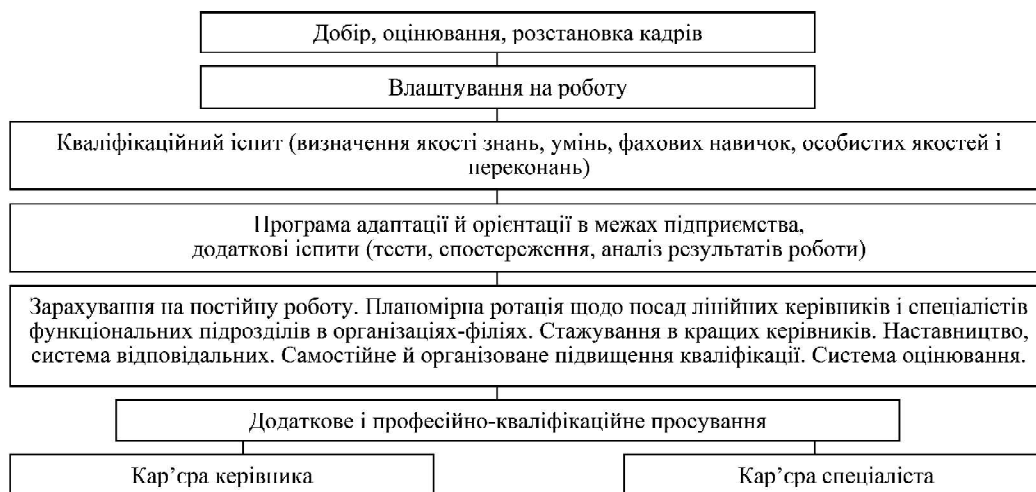 Добір, оцінювання, розстановка кадрів
Влаштування на роботу
Кваліфікаційний іспит (визначення якості знань, умінь, фахових навичок, особистих якостей і
переконань)
Програма адаптації й орієнтації в межах підприємства,
додаткові іспити (тести, спостереження, аналіз результатів роботи)
Зарахування на постійну роботу. Планомірна ротація щодо посад лінійних керівників і спеціалістів
функціональних підрозділів в організаціях-філіях. Стажування в кращих керівників. Наставництво,
система відповідальних. Самостійне й організоване підвищення кваліфікації. Система оцінювання.
Додаткове і професійно-кваліфікаційне просування
Кар’єра керівника
Кар’єра спеціаліста